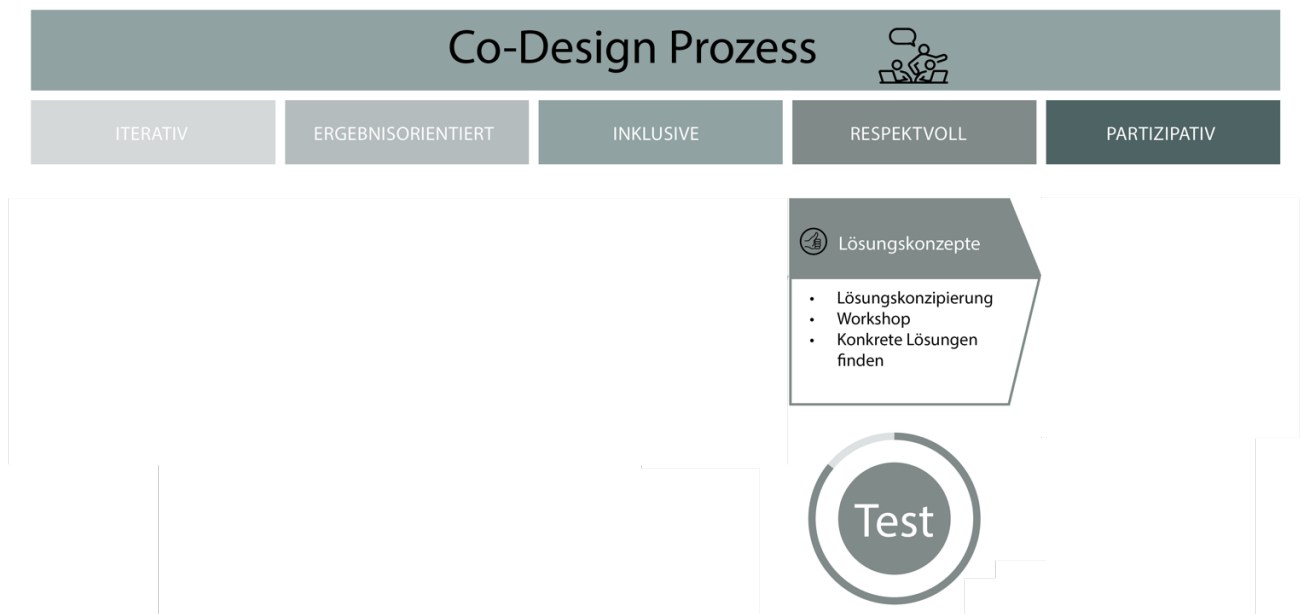 Co-Design Prozess
ITERATIV
ERGEBNISORIENTIERT
INKLUSIVE
RESPEKTVOLL
PARTIZIPATIV
Lösungskonzepte
• Lösungskonzipierung
• Workshop
• Konkrete Lösungen
finden
Test